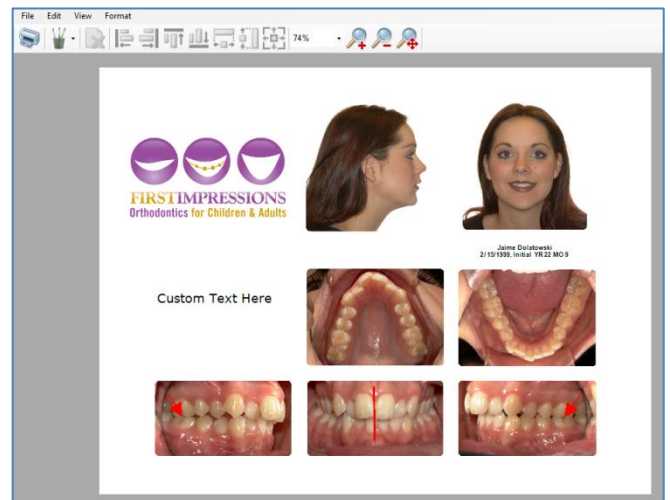 File Edit View Format
74%
FIRSTIMPRESSIONS
Orthodontics for Children & Adults
Jaime Dolatowski
2/15/1999, Initial YR 22 MO 9
Custom Text Here